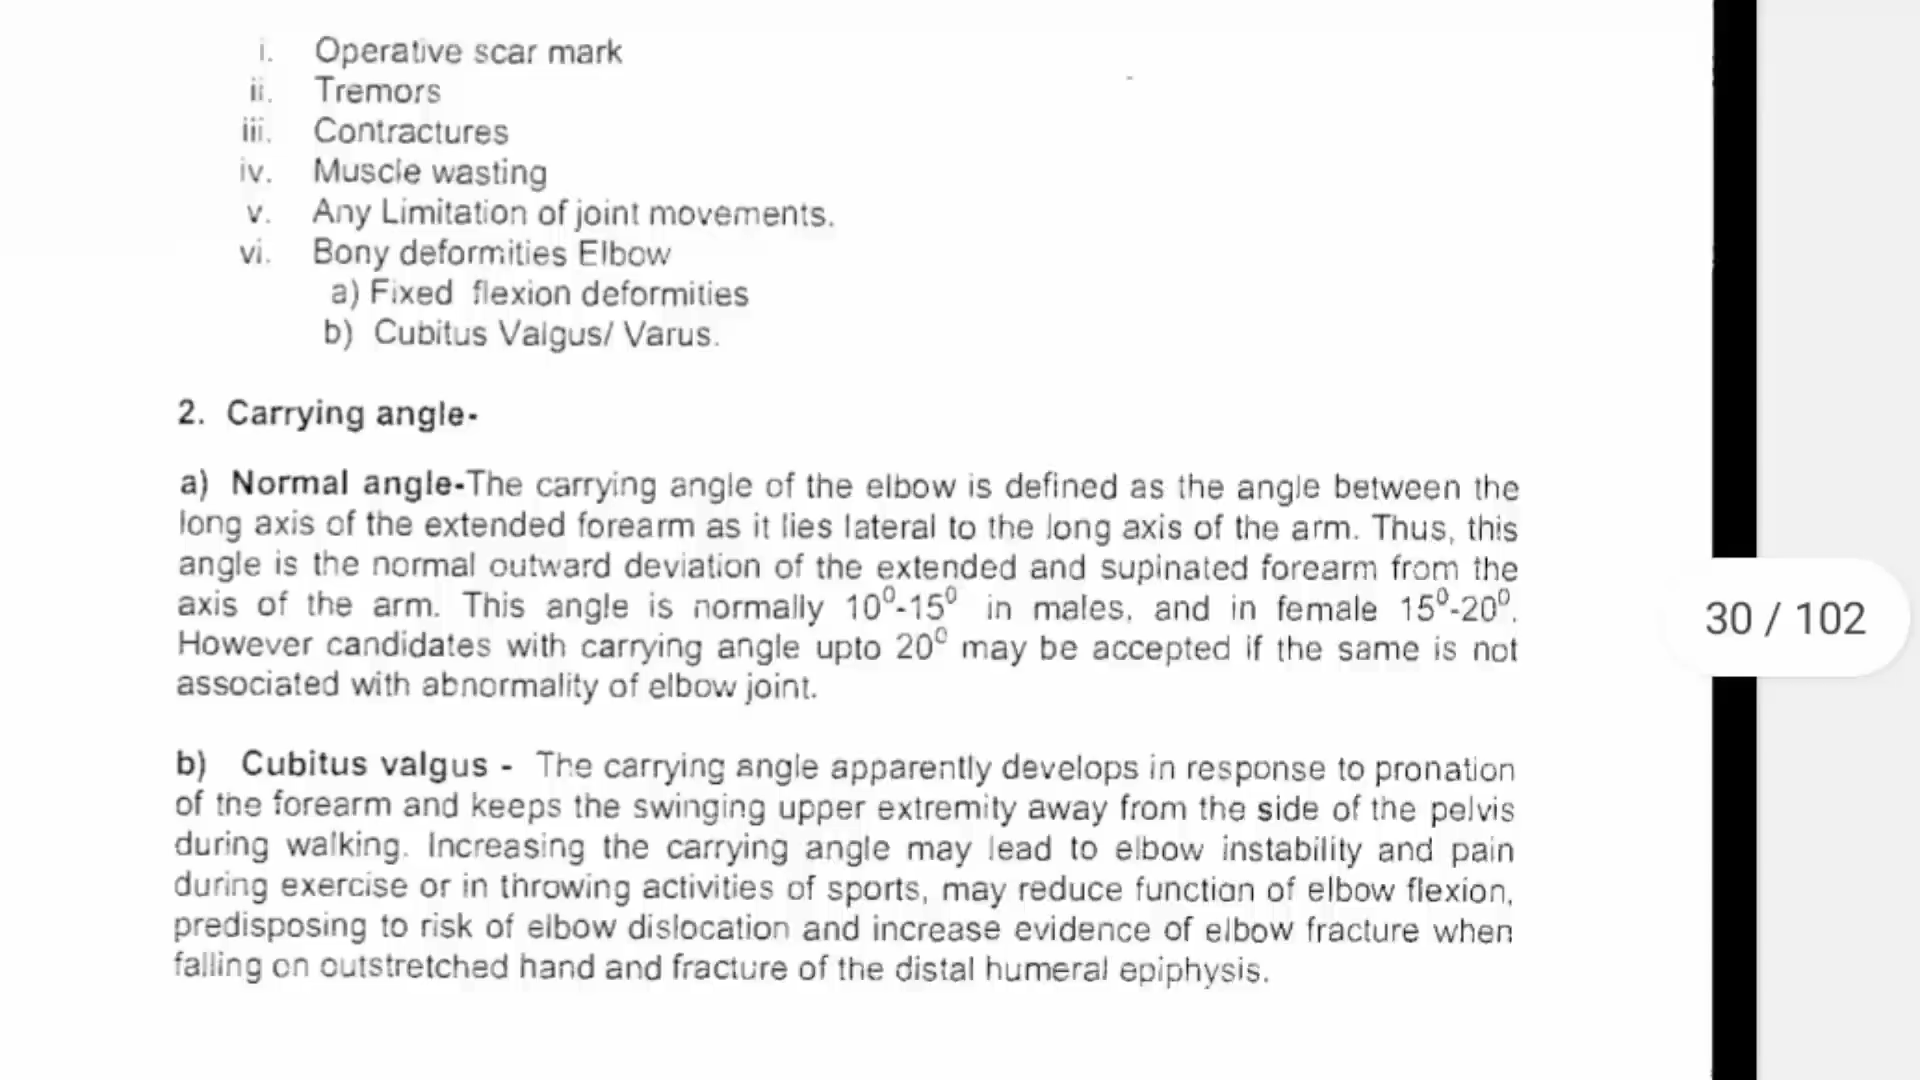 i. Operative scar mark
ii. Tremors
iii. Contractures
iv. Muscle wasting
v. Any Limitation of joint movements.
vi. Bony deformities Elbow
a) Fixed flexion deformities
b) Cubitus Valgus/ Varus.
2. Carrying angle-
a) Normal angle-The carrying angle of the elbow is defined as the angle between the
long axis of the extended forearm as it lies lateral to the long axis of the arm. Thus, this
angle is the normal outward deviation of the extended and supinated forearm from the
axis of the arm. This angle is normally 10⁰-15⁰ in males, and in female 15⁰-20⁰.
However candidates with carrying angle upto 20⁰ may be accepted if the same is not
associated with abnormality of elbow joint.
30 / 102
b) Cubitus valgus - The carrying angle apparently develops in response to pronation
of the forearm and keeps the swinging upper extremity away from the side of the pelvis
during walking. Increasing the carrying angle may lead to elbow instability and pain
during exercise or in throwing activities of sports, may reduce function of elbow flexion,
predisposing to risk of elbow dislocation and increase evidence of elbow fracture when
falling on outstretched hand and fracture of the distal humeral epiphysis.